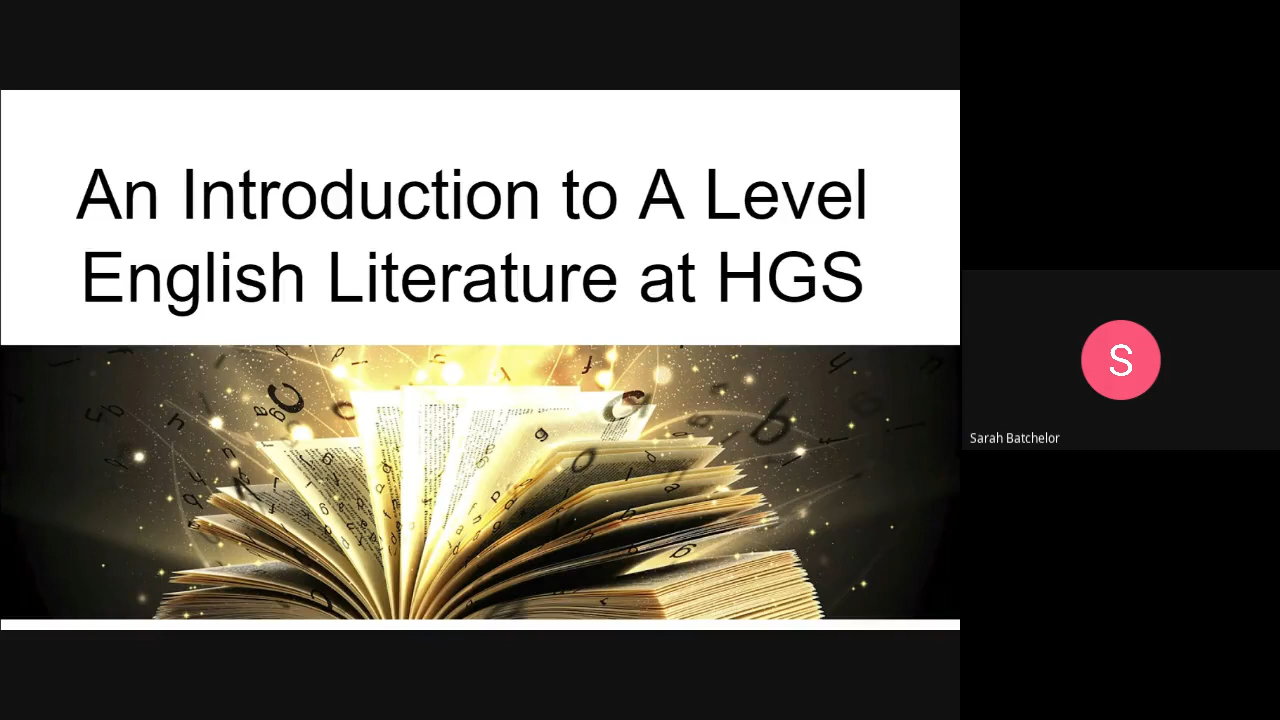 An Introduction to A Level
English Literature at HGS
S
Sarah Batchelor